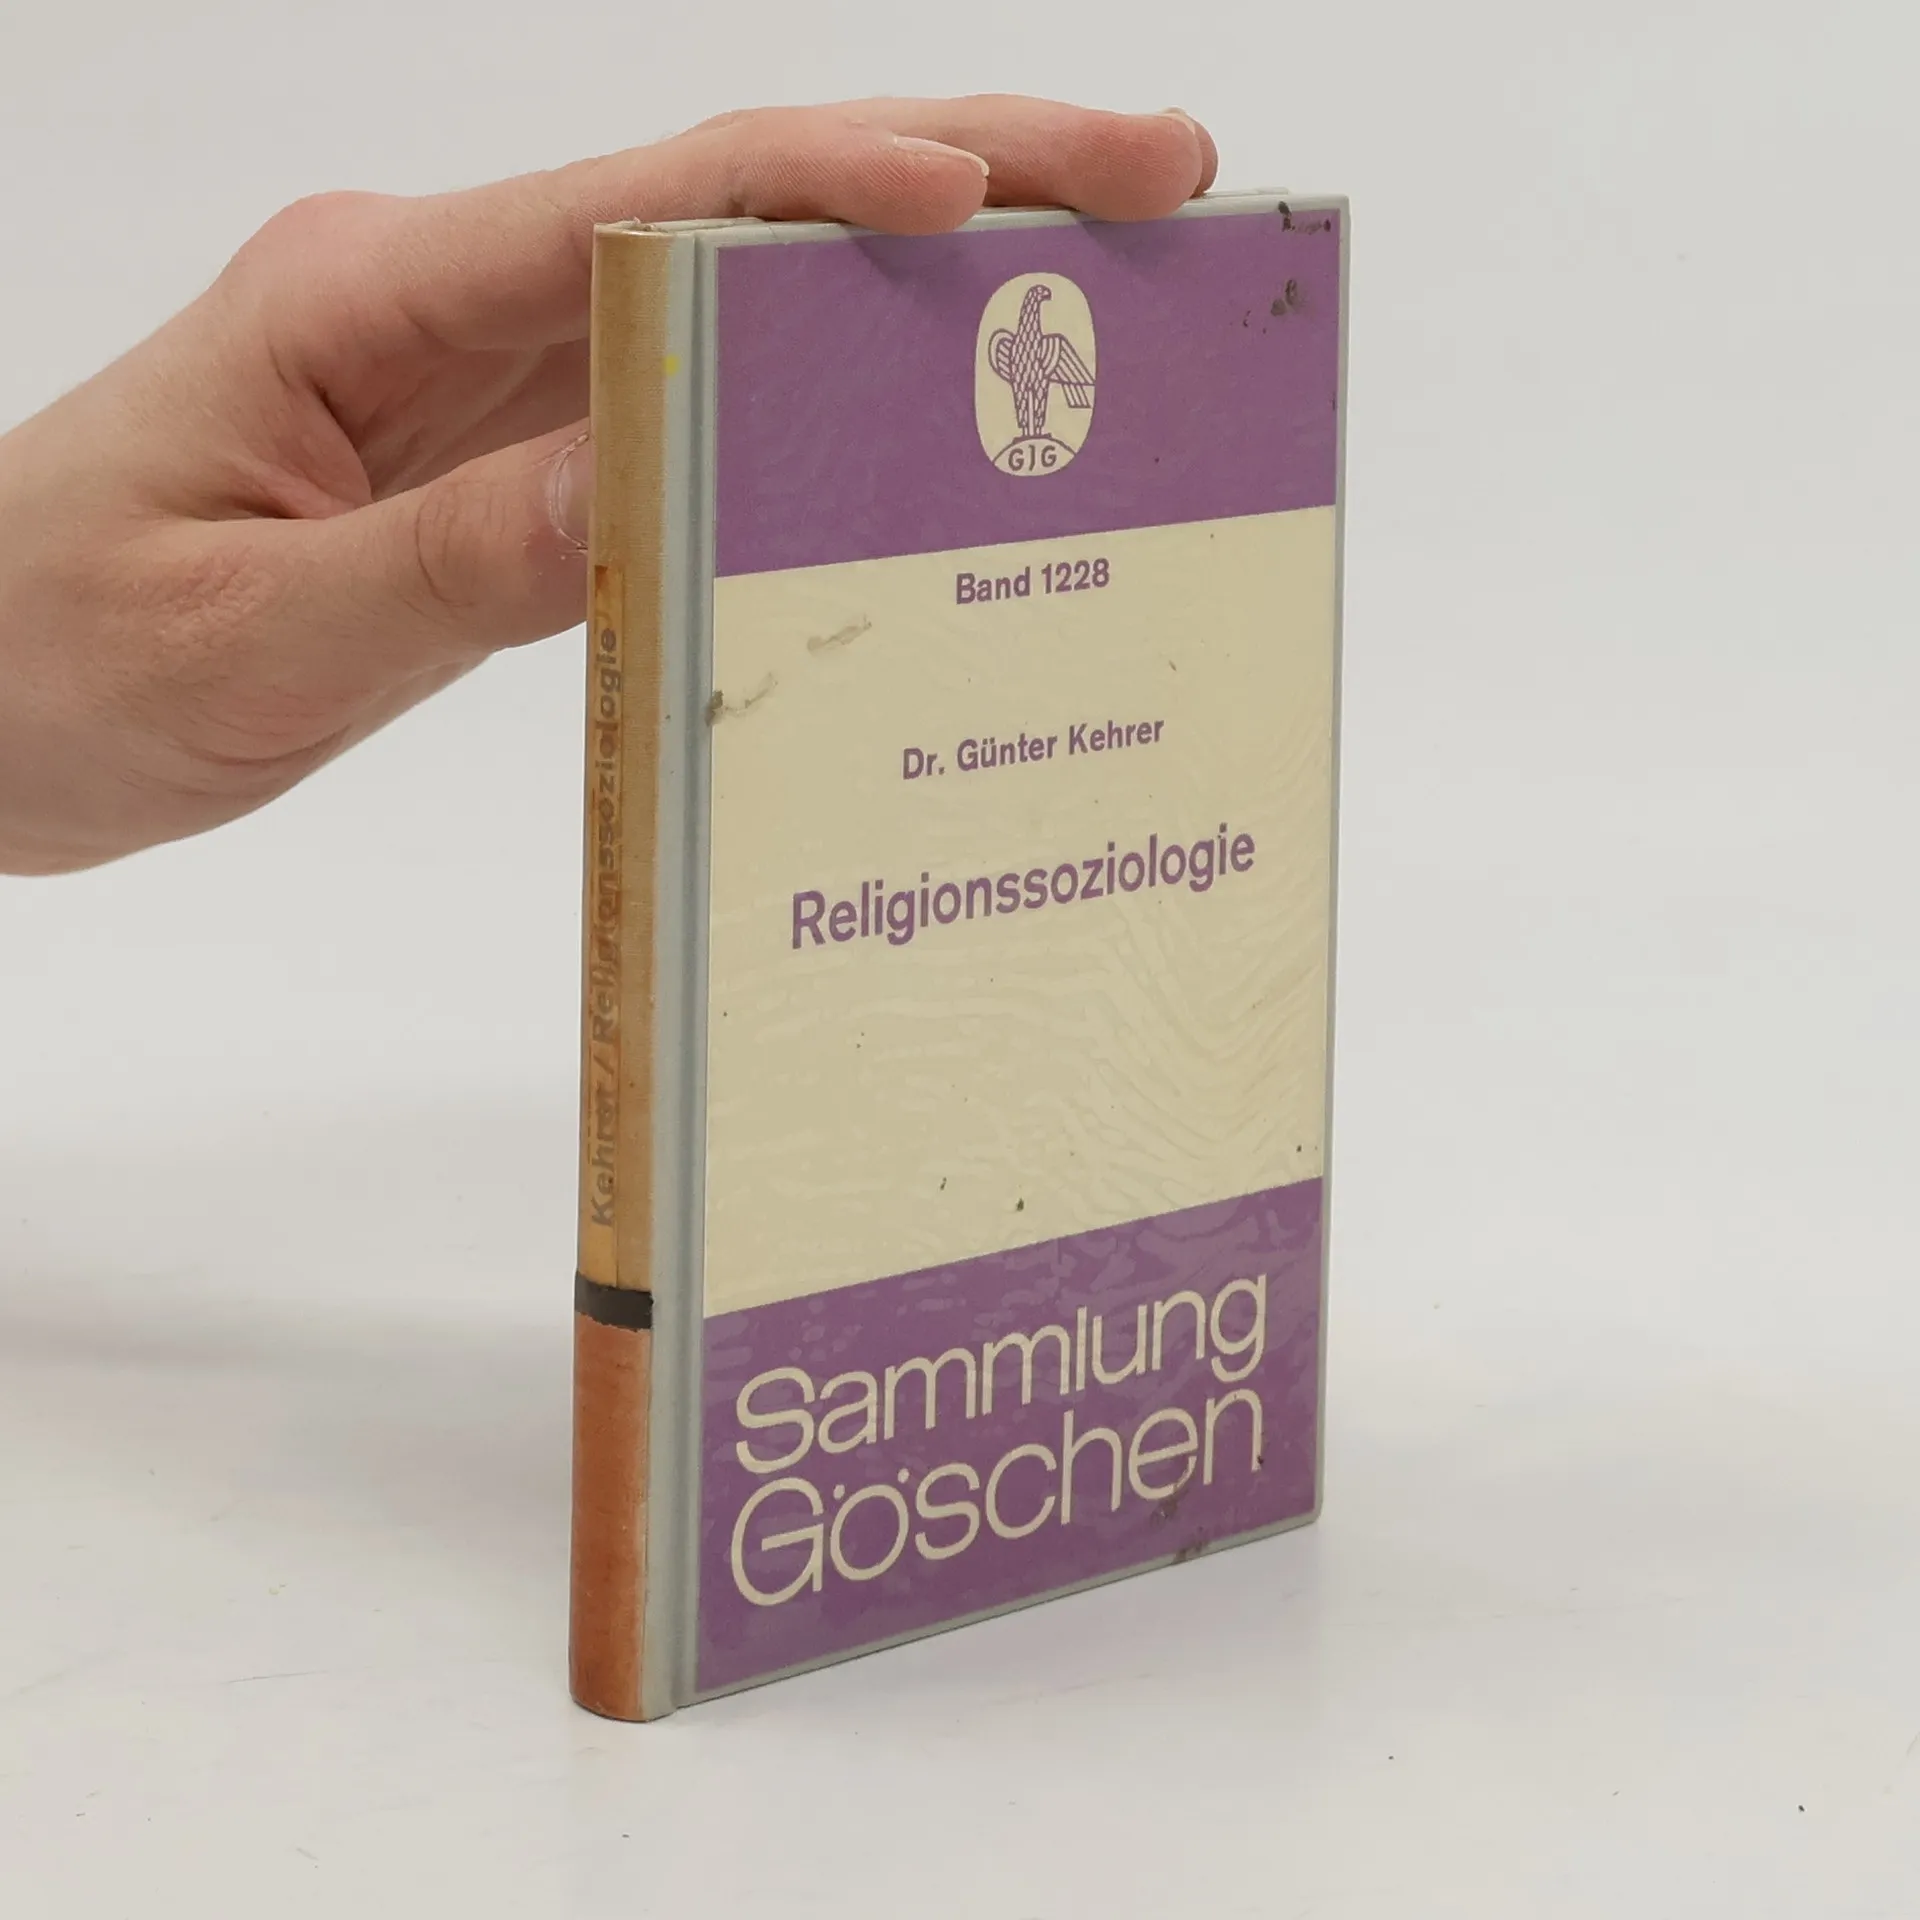 GJG
Band 1228
Dr. Günter Kehrer
Religionssoziologie
Sammlung
Göschen
Kehrer / Religionssoziologie